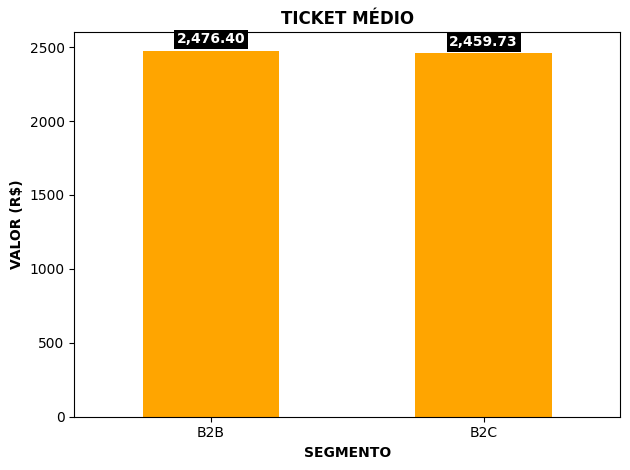 TICKET MÉDIO
2,476.40
2,459.73
2500
2000
1500
1000
500
0
VALOR (R$)
B2B
B2C
SEGMENTO